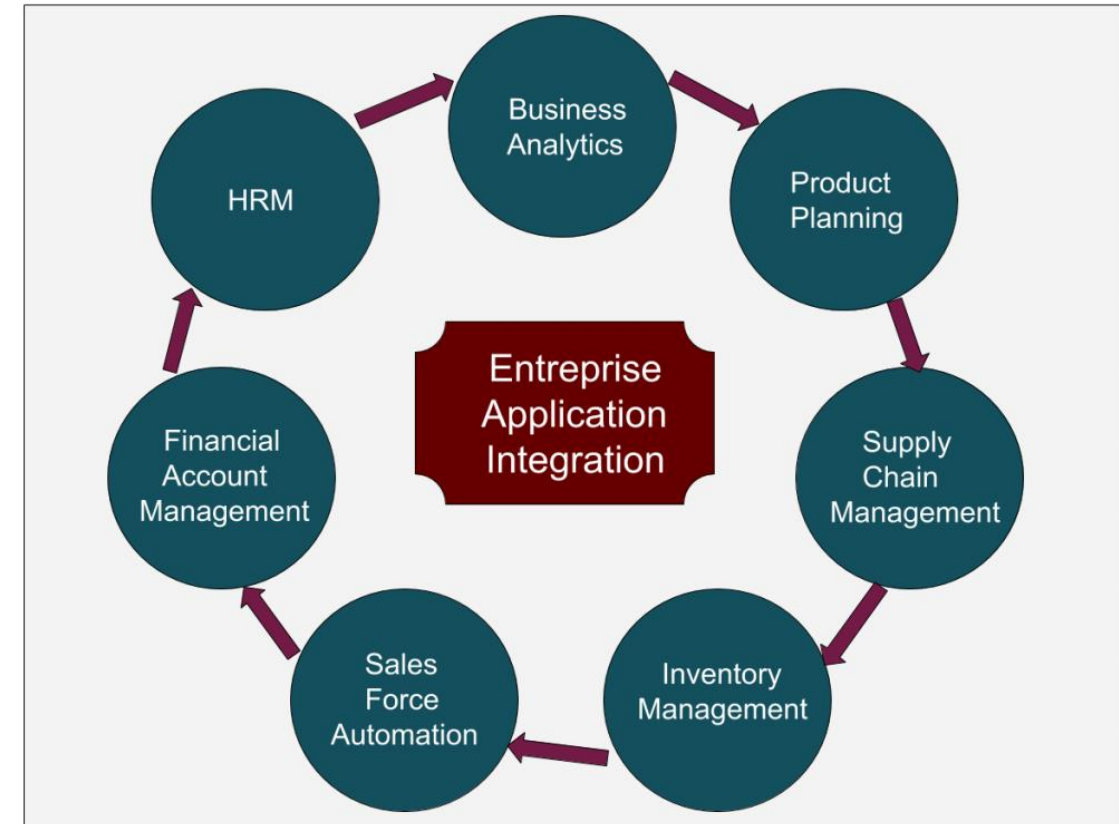 Business
Analytics
Product
Planning
Supply
Chain
Management
Inventory
Management
Sales
Force
Automation
Financial
Account
Management
HRM
Entreprise
Application
Integration